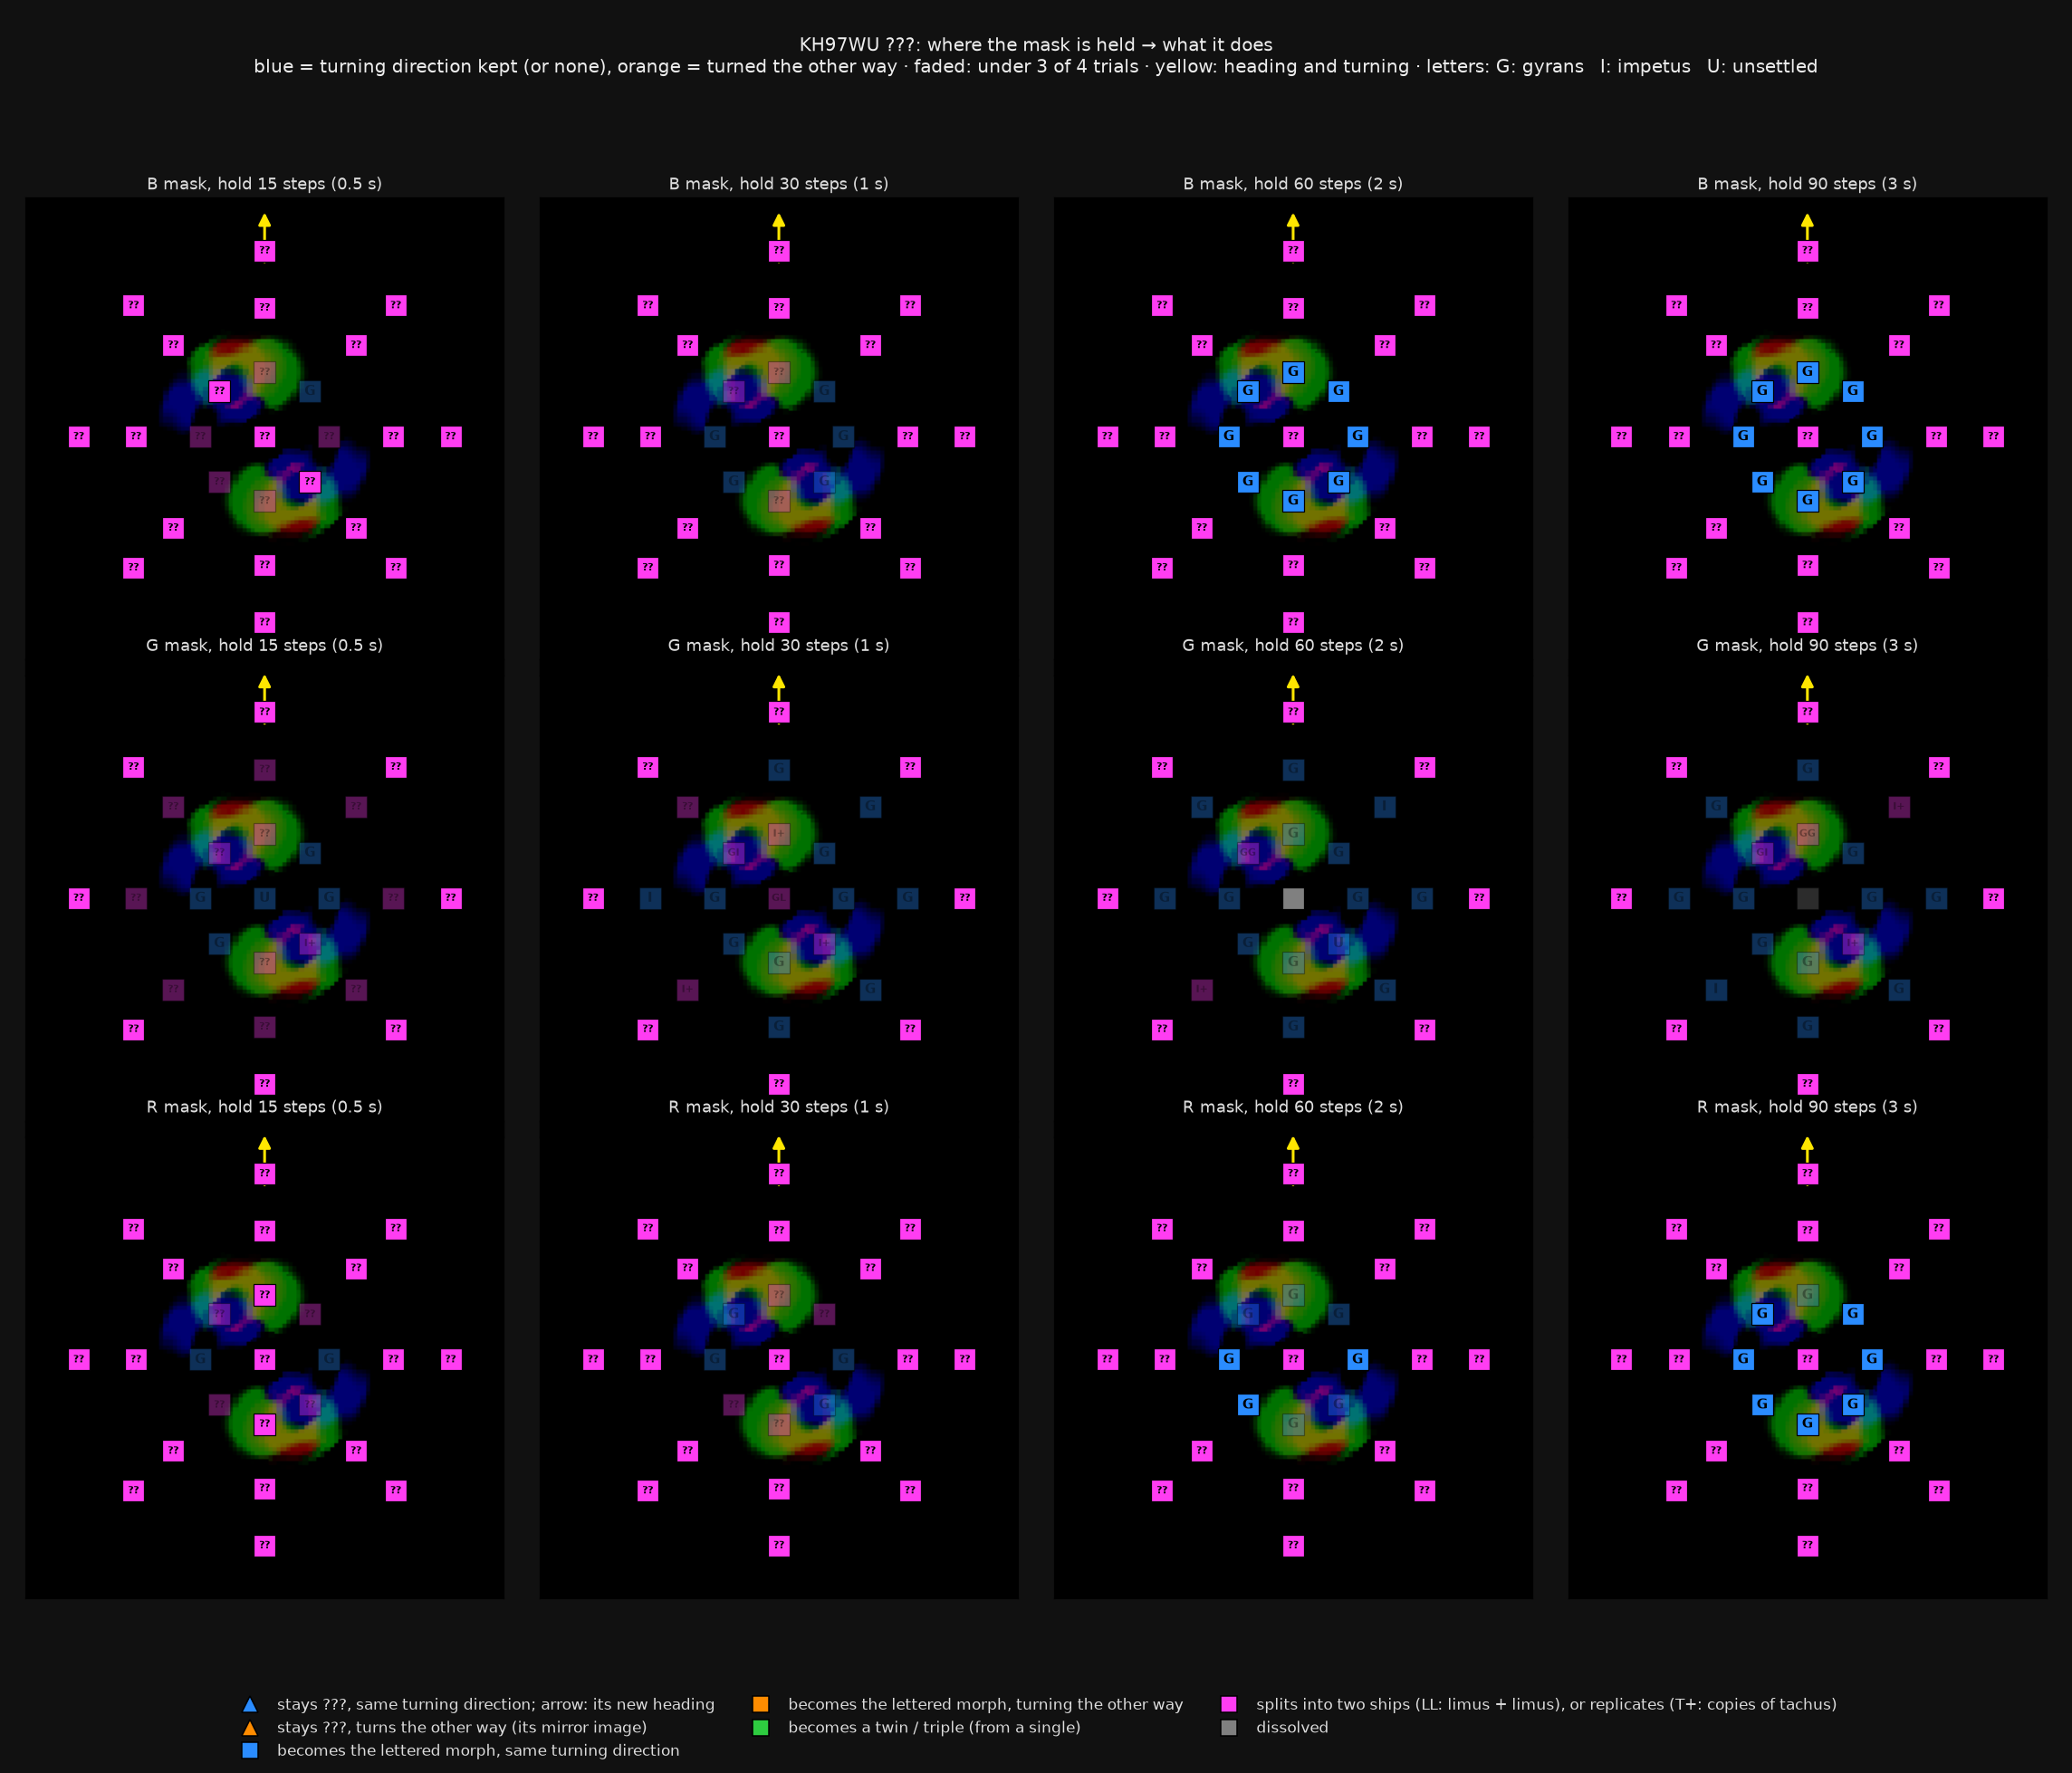 KH97WU ???: where the mask is held → what it does
blue = turning direction kept (or none), orange = turned the other way · faded: under 3 of 4 trials · yellow: heading and turning · letters: G: gyrans I: impetus U: unsettled
B mask, hold 15 steps (0.5 s) B mask, hold 30 steps (1 s) B mask, hold 60 steps (2 s) B mask, hold 90 steps (3 s)
?? ?? ?? ??
?? ?? ?? ?? ?? ?? ?? ??
?? ?? ?? ??
?? ?? ?? ?? ?? ?? ?? ??
?? ?? G G
?? G ?? G G G G G
?? ?? ?? ?? ?? ?? ?? ?? ?? G ?? G ?? ?? ?? ?? G ?? G ?? ?? ?? ?? G ?? G ?? ??
?? ?? G G G G G G
?? ?? G G
?? ?? ?? ?? ?? ?? ?? ??
?? ?? ?? ??
?? ?? ?? ?? ?? ?? ?? ??
?? ?? ?? ??
G mask, hold 15 steps (0.5 s) G mask, hold 30 steps (1 s) G mask, hold 60 steps (2 s) G mask, hold 90 steps (3 s)
?? ?? ?? ??
?? ?? ?? ?? ?? ?? ?? ??
?? G G G
?? ?? ?? G G I G I+
?? I+ G GG
?? G GI G GG G GI G
?? ?? G U G ?? ?? ?? I G GL G G ?? ?? G G G G ?? ?? G G G G ??
G I+ G I+ G U G I+
?? G G G
?? ?? I+ G I+ G I G
?? G G G
?? ?? ?? ?? ?? ?? ?? ??
?? ?? ?? ??
R mask, hold 15 steps (0.5 s) R mask, hold 30 steps (1 s) R mask, hold 60 steps (2 s) R mask, hold 90 steps (3 s)
?? ?? ?? ??
?? ?? ?? ?? ?? ?? ?? ??
?? ?? ?? ??
?? ?? ?? ?? ?? ?? ?? ??
?? ?? G G
?? ?? G ?? G G G G
?? ?? G ?? G ?? ?? ?? ?? G ?? G ?? ?? ?? ?? G ?? G ?? ?? ?? ?? G ?? G ?? ??
?? ?? ?? G G G G G
?? ?? G G
?? ?? ?? ?? ?? ?? ?? ??
?? ?? ?? ??
?? ?? ?? ?? ?? ?? ?? ??
?? ?? ?? ??
stays ???, same turning direction; arrow: its new heading
stays ???, turns the other way (its mirror image)
becomes the lettered morph, same turning direction
becomes the lettered morph, turning the other way
becomes a twin / triple (from a single)
splits into two ships (LL: limus + limus), or replicates (T+: copies of tachus)
dissolved